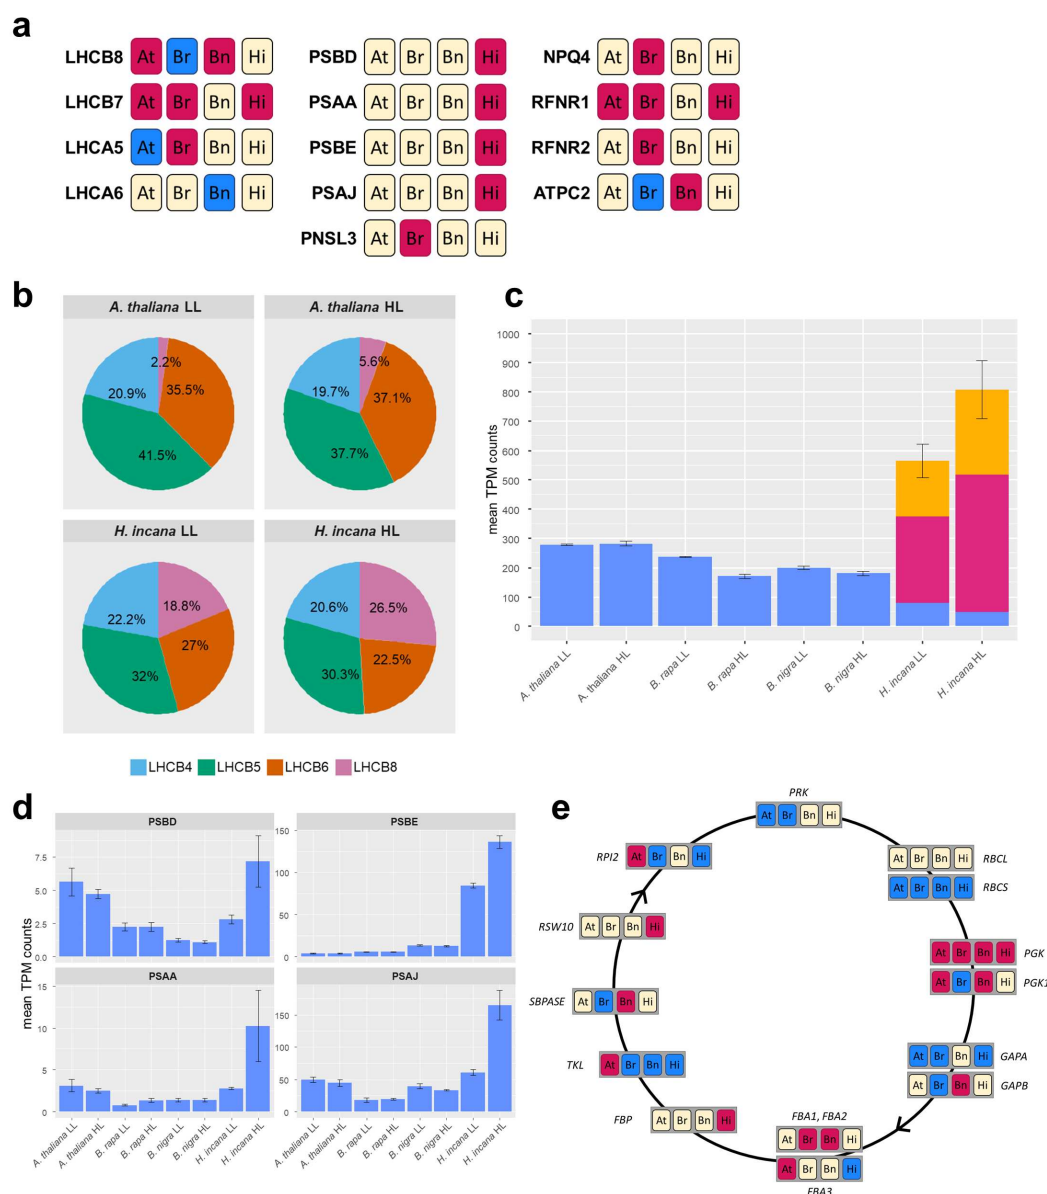 a
LHCB8 At Br Bn Hi
LHCB7 At Br Bn Hi
LHCA5 At Br Bn Hi
LHCA6 At Br Bn Hi
PSBD At Br Bn Hi
PSAA At Br Bn Hi
PSBE At Br Bn Hi
PSAJ At Br Bn Hi
PNSL3 At Br Bn Hi
NPQ4 At Br Bn Hi
RFNR1 At Br Bn Hi
RFNR2 At Br Bn Hi
ATPC2 At Br Bn Hi
b
A. thaliana LL
2.2%
35.5%
20.9%
41.5%
A. thaliana HL
5.6%
37.1%
19.7%
37.7%
H. incana LL
18.8%
22.2%
27%
32%
H. incana HL
26.5%
20.6%
22.5%
30.3%
LHCB4 LHCB5 LHCB6 LHCB8
c
mean TPM counts
1000
900
800
700
600
500
400
300
200
100
0
A. thaliana LL
A. thaliana HL
B. rapa LL
B. rapa HL
B. nigra LL
B. nigra HL
H. incana LL
H. incana HL
d
mean TPM counts
PSBD
7.5
5.0
2.5
0.0
PSBE
150
100
50
0
PSAA
15
10
5
0
PSAJ
150
100
50
0
A. thaliana LL
A. thaliana HL
B. rapa LL
B. rapa HL
B. nigra LL
B. nigra HL
H. incana LL
H. incana HL
A. thaliana LL
A. thaliana HL
B. rapa LL
B. rapa HL
B. nigra LL
B. nigra HL
H. incana LL
H. incana HL
e
PRK
At Br Bn Hi
At Br Bn Hi RBCL
At Br Bn Hi RBCS
At Br Bn Hi PGK
At Br Bn Hi PGK1
At Br Bn Hi GAPA
At Br Bn Hi GAPB
FBA1, FBA2
At Br Bn Hi
At Br Bn Hi
FBA3
FBP At Br Bn Hi
TKL At Br Bn Hi
SBPASE At Br Bn Hi
RSW10 At Br Bn Hi
RPI2 At Br Bn Hi